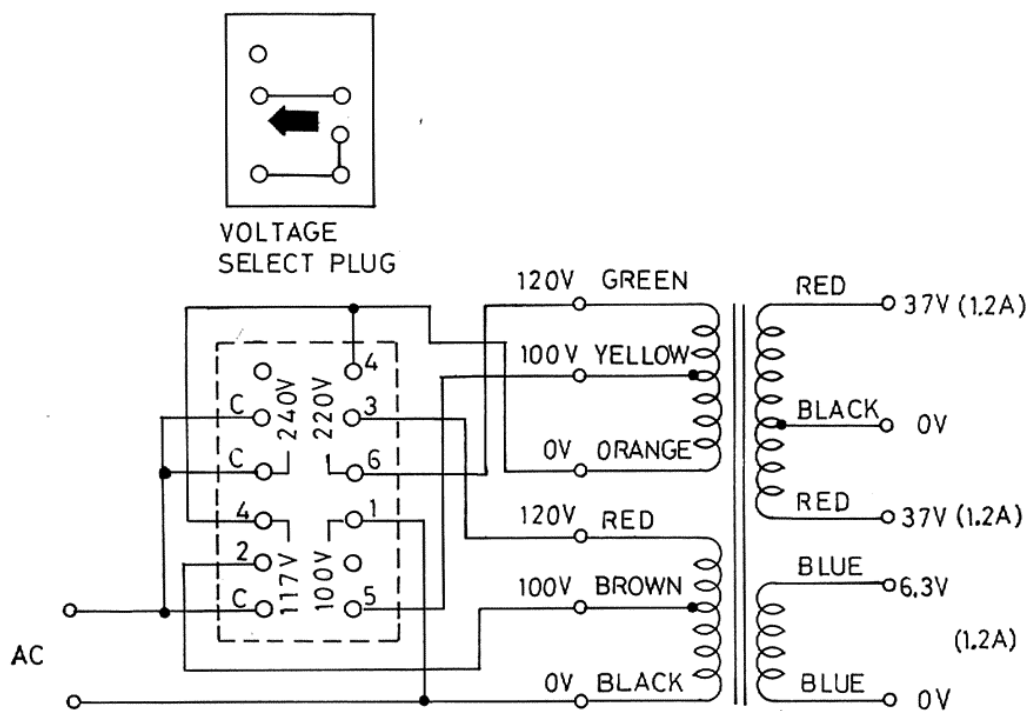 VOLTAGE
SELECT PLUG
120V GREEN
RED
37V (1.2A)
4
100V YELLOW
C
240V
220V
3
BLACK
0V
C
6
0V ORANGE
4
1
120V RED
RED
37V (1.2A)
2
117V
100V
100V BROWN
BLUE
6.3V
C
5
(1.2A)
AC
0V BLACK
BLUE
0V